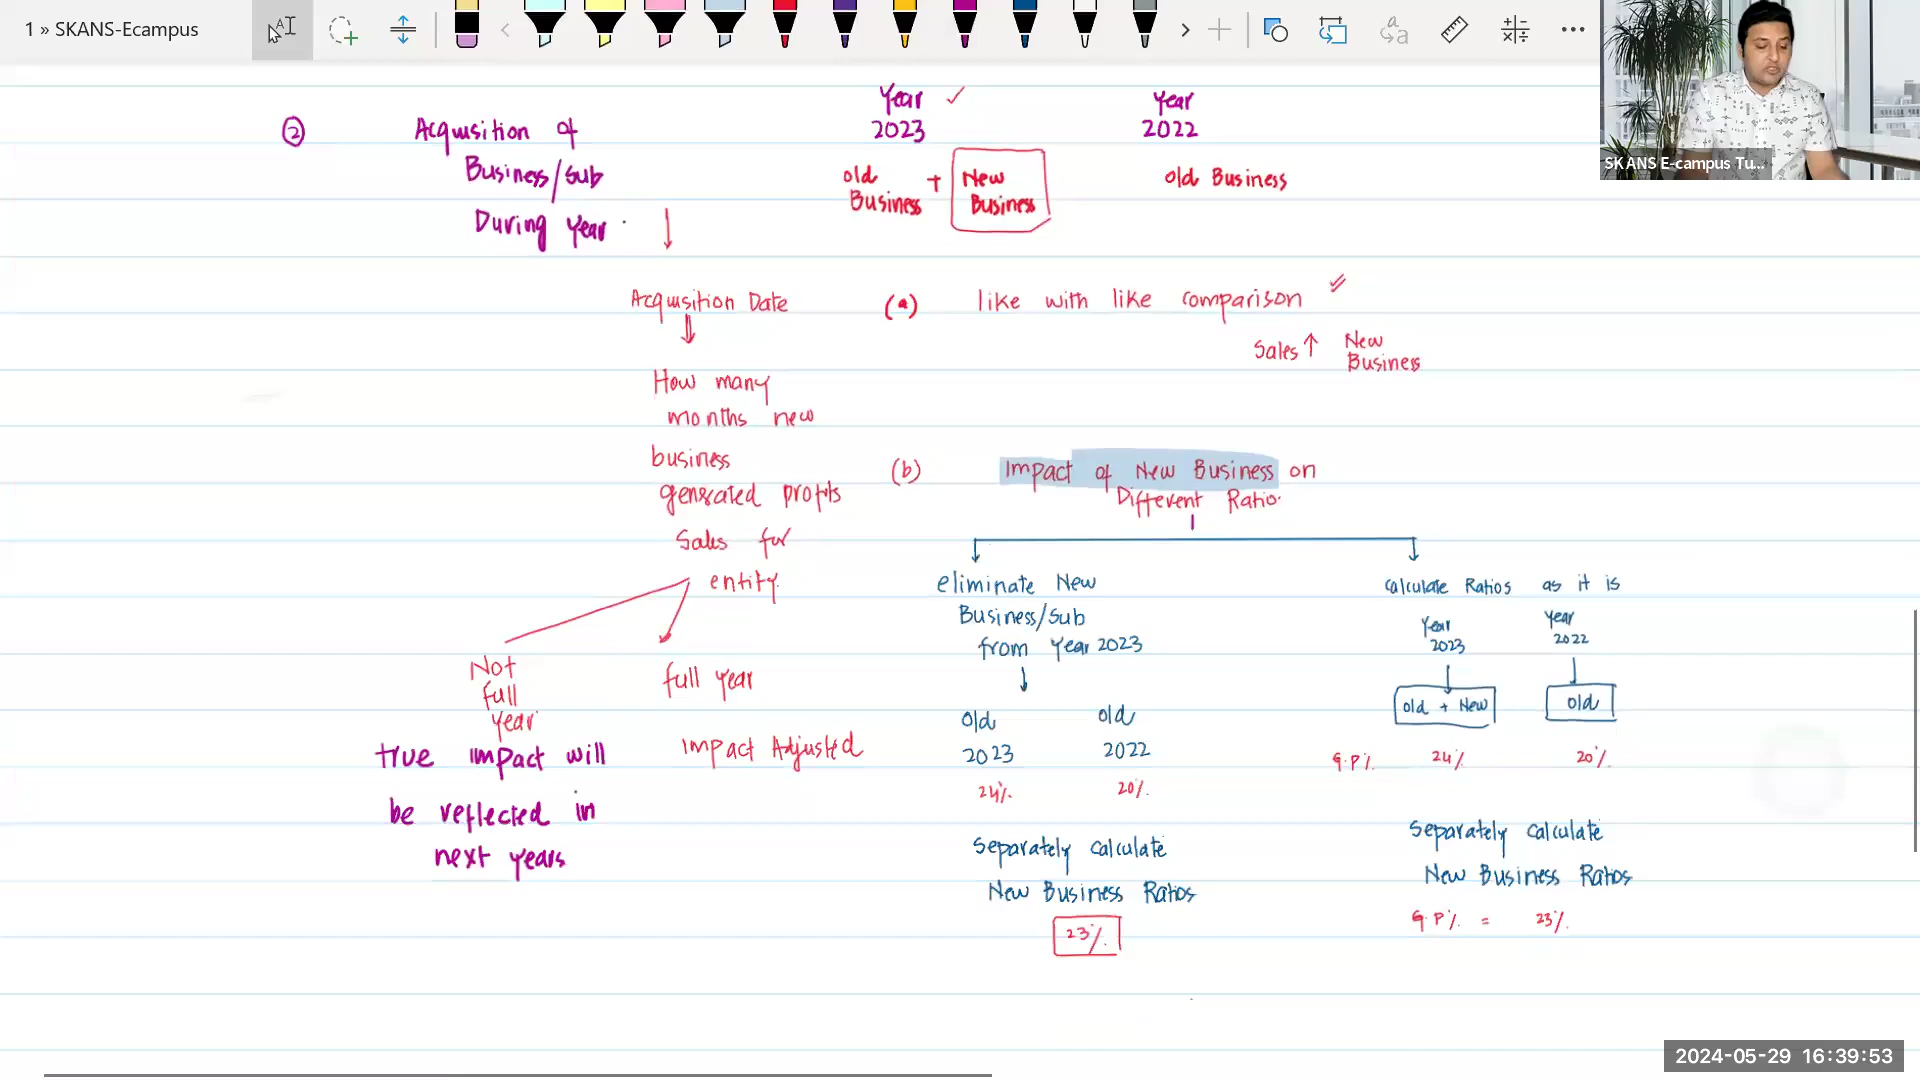 1 » SKANS-Ecampus
SKANS E-campus Tu...
②
Acquisition of
Business/Sub
During Year
Year
2023
Year
2022
old
Business
+
New
Business
old Business
Acquisition Date
How many
months new
business
generated profits
Sales for
entity
Not
full
Year
full year
True impact will
be reflected in
next years
Impact Adjusted
(a)
like with like comparison
Sales ↑
New
Business
(b)
Impact of New Business on
Different Ratio
eliminate New
Business/Sub
from Year 2023
old
2023
24%
old
2022
20%
Separately calculate
New Business Ratios
23%
Calculate Ratios as it is
Year
2023
Year
2022
old + New
old
G.P%
24%
20%
Separately calculate
New Business Ratios
G.P% = 23%
2024-05-29 16:39:53